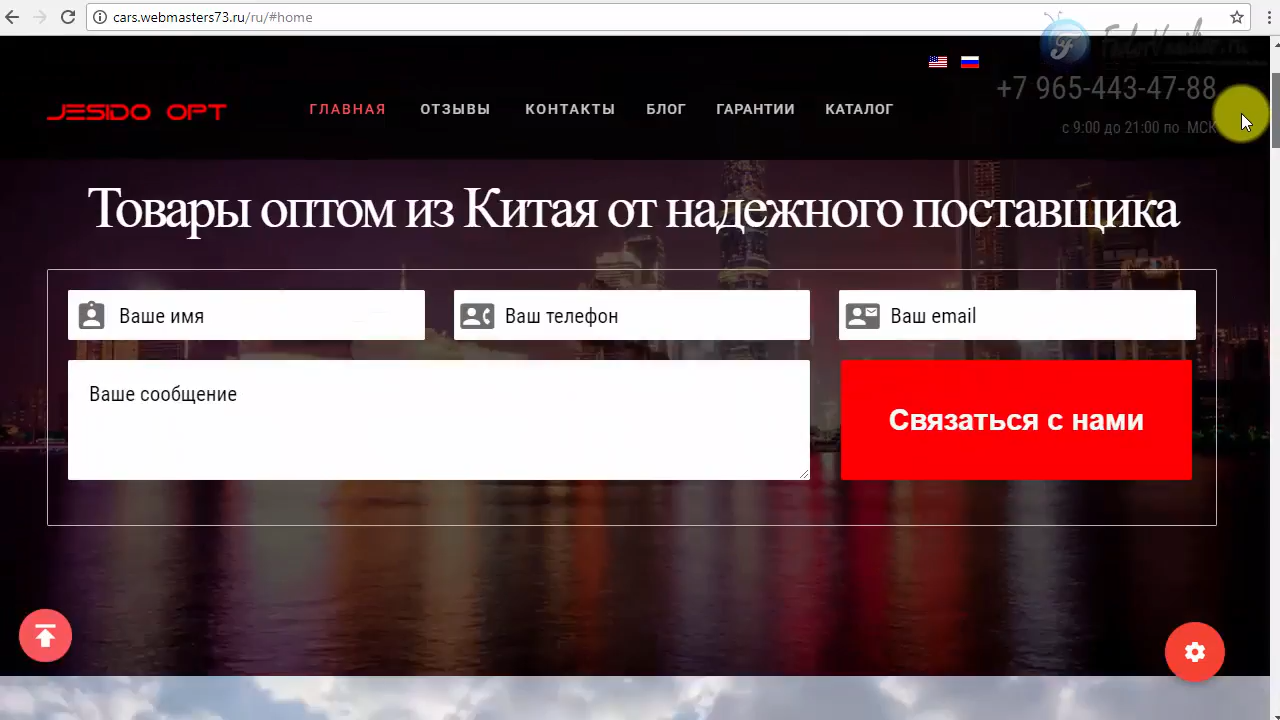 cars.webmasters73.ru/ru/#home
FedorVasilev.ru
+7 965-443-47-88
JESIDO OPT
ГЛАВНАЯ ОТЗЫВЫ КОНТАКТЫ БЛОГ ГАРАНТИИ КАТАЛОГ
с 9:00 до 21:00 по МСК
Товары оптом из Китая от надежного поставщика
Ваше имя
Ваш телефон
Ваш email
Ваше сообщение
Связаться с нами